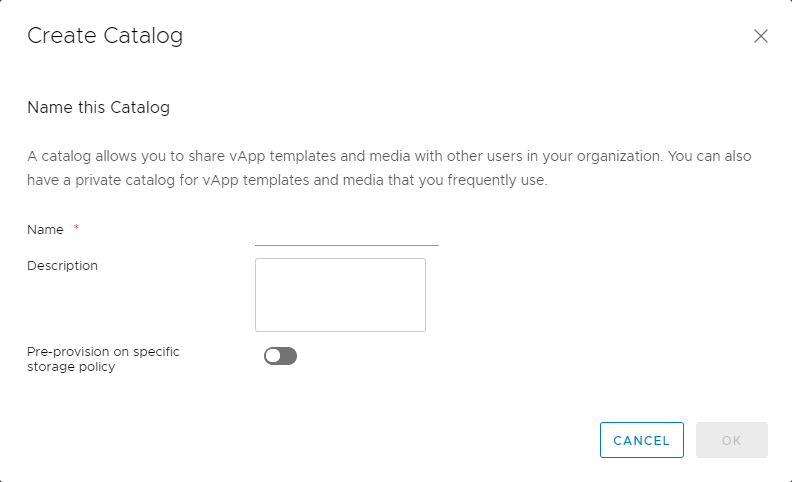 Create Catalog
Name this Catalog
A catalog allows you to share vApp templates and media with other users in your organization. You can also
have a private catalog for vApp templates and media that you frequently use.
Name *
Description
Pre-provision on specific
storage policy
CANCEL OK